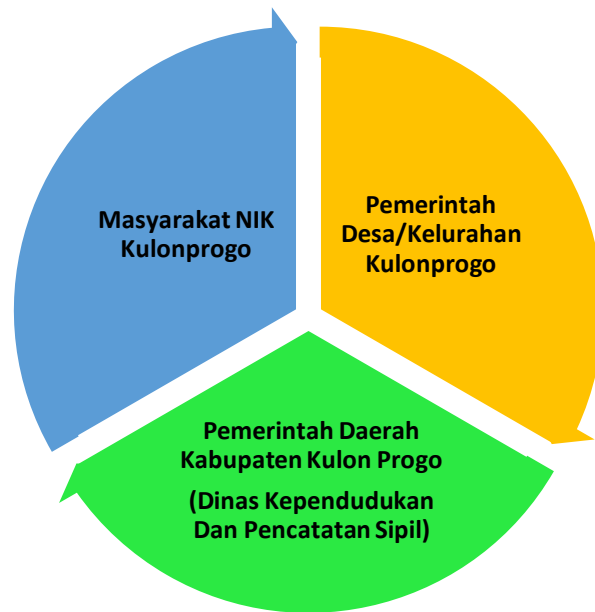 Masyarakat NIK
Kulonprogo
Pemerintah
Desa/Kelurahan
Kulonprogo
Pemerintah Daerah
Kabupaten Kulon Progo
(Dinas Kependudukan
Dan Pencatatan Sipil)